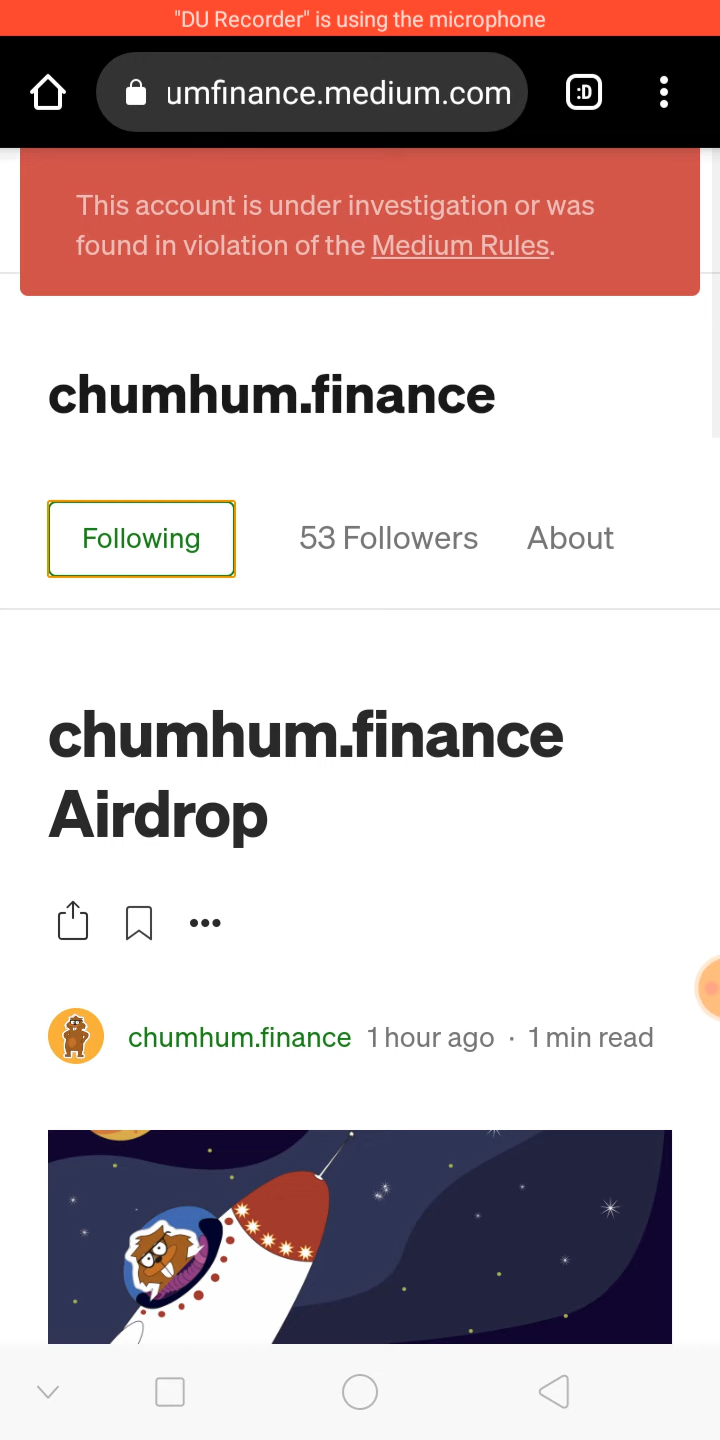 "DU Recorder" is using the microphone
umfinance.medium.com
:D
This account is under investigation or was
found in violation of the Medium Rules.
chumhum.finance
Following
53 Followers
About
chumhum.finance
Airdrop
chumhum.finance 1 hour ago · 1 min read